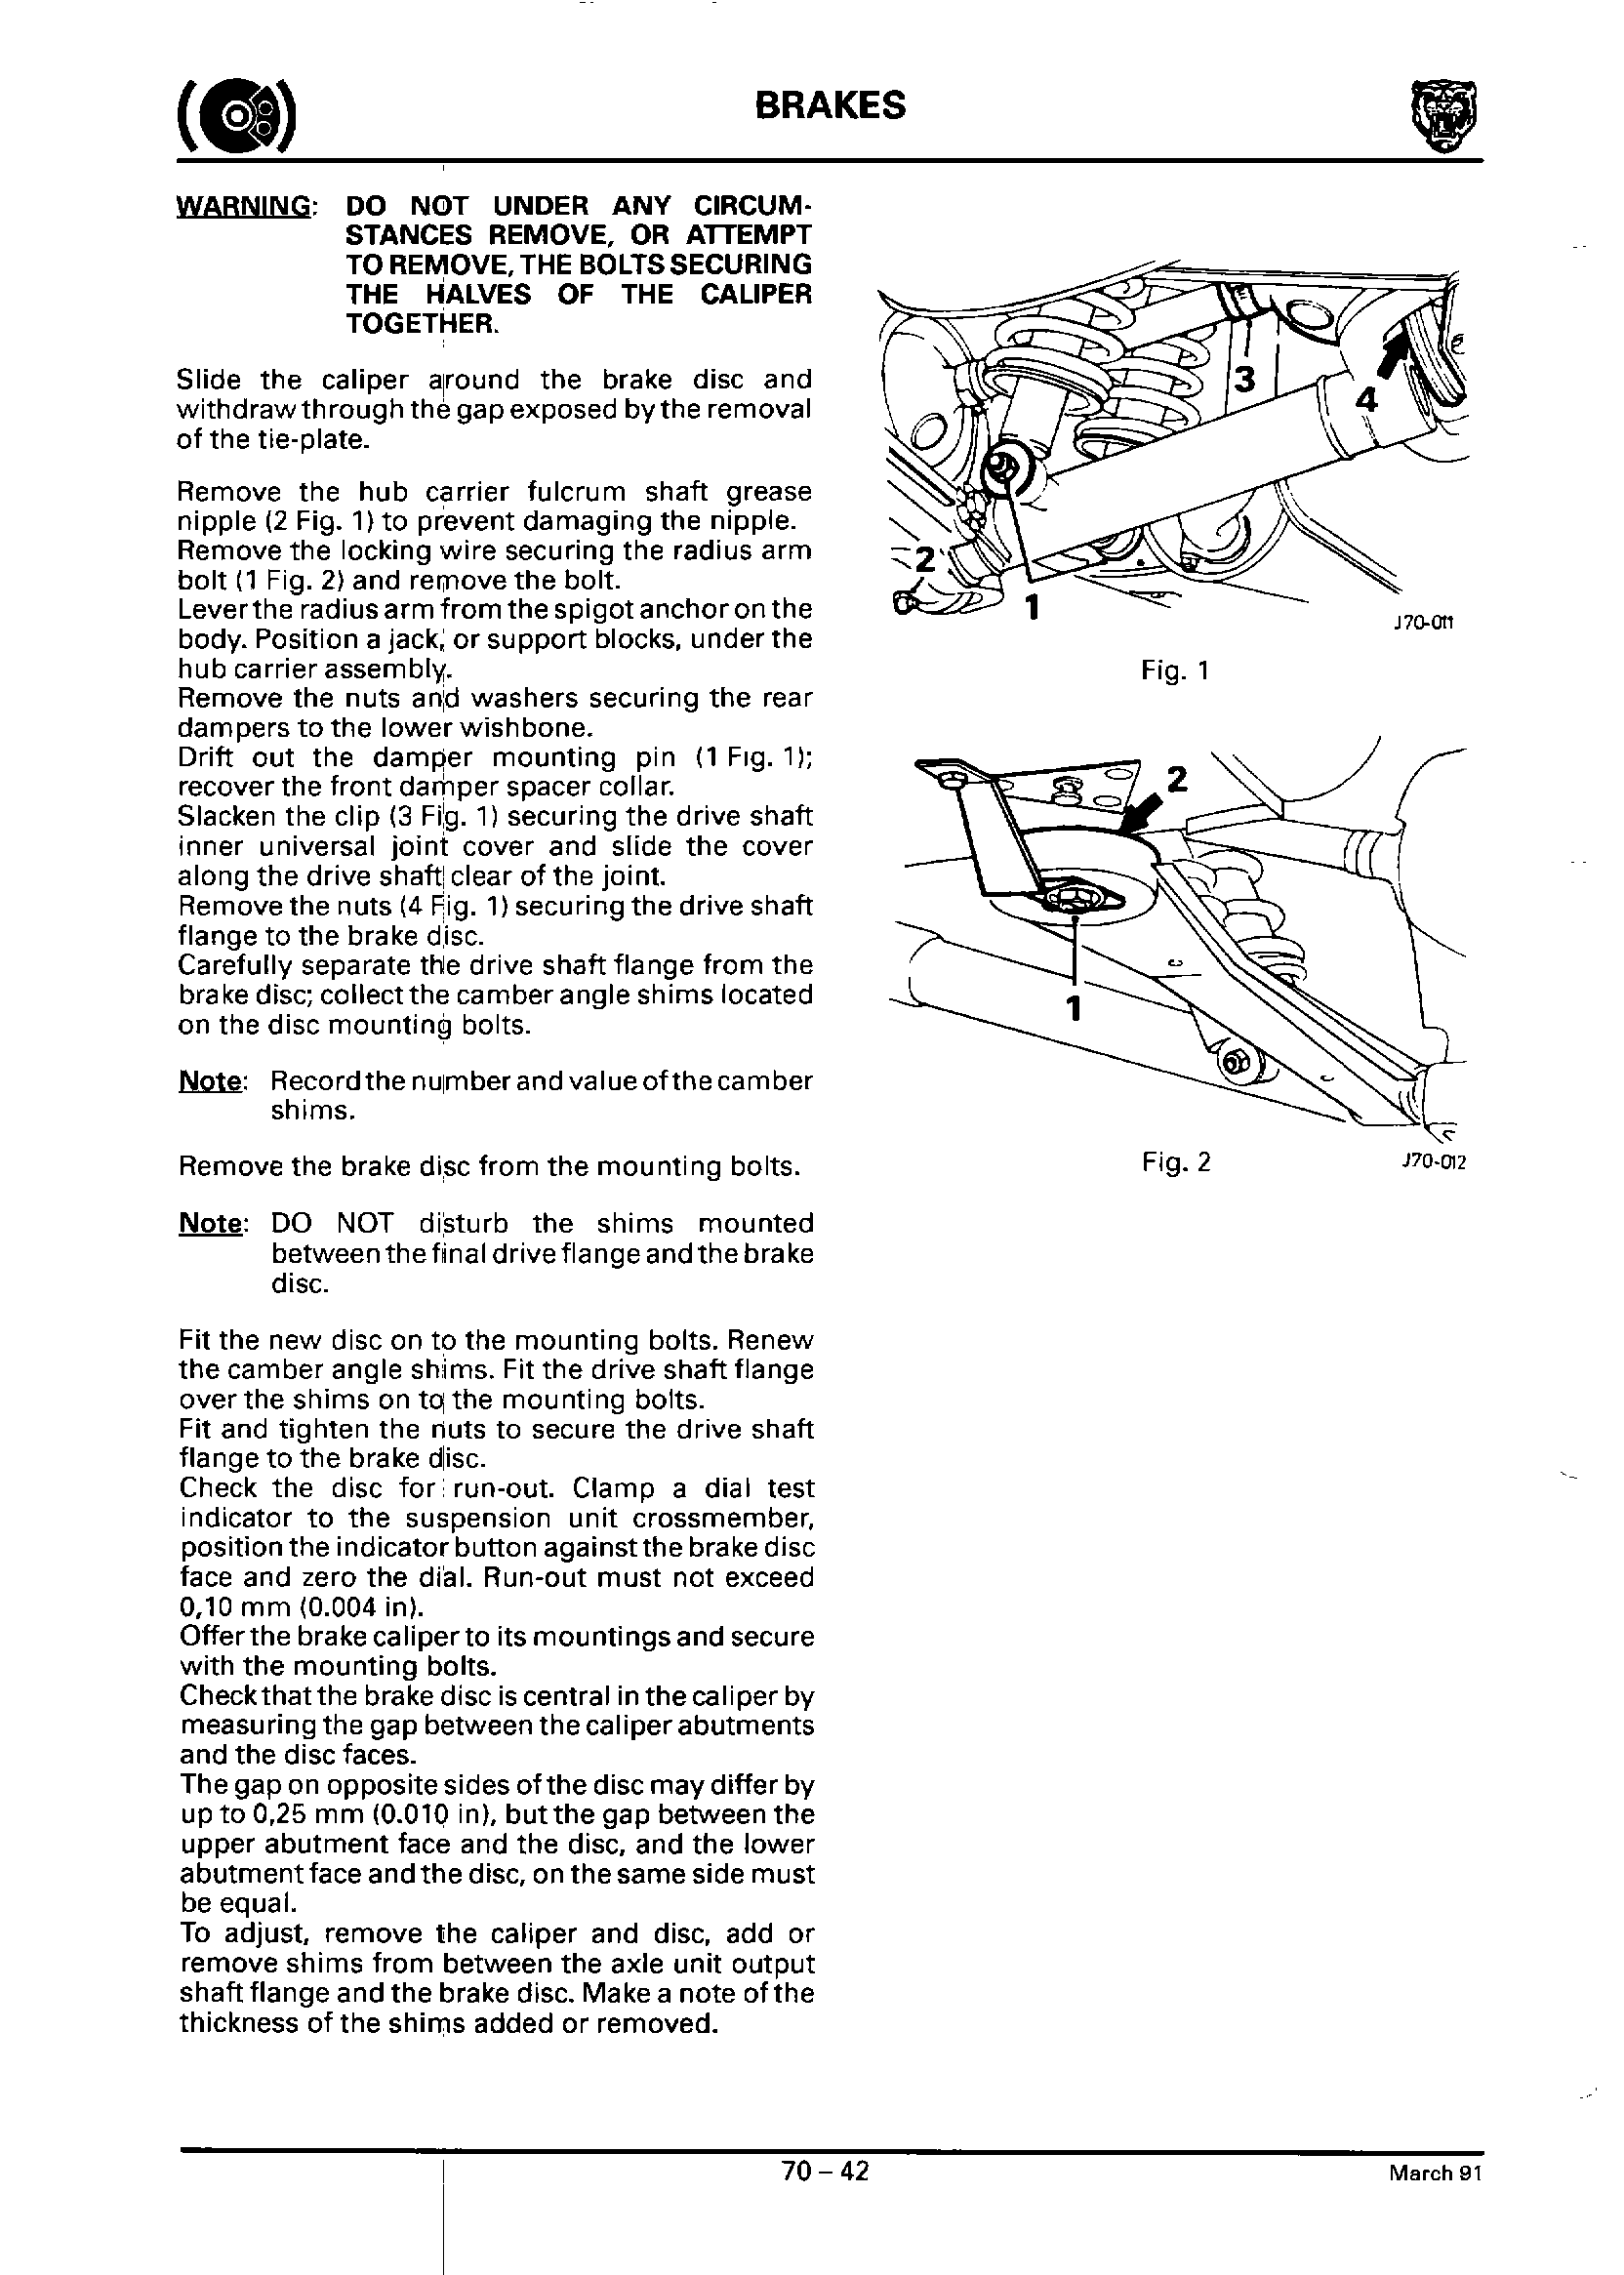 BRAKES
WARNING: DO NOT UNDER ANY CIRCUM-
STANCES REMOVE, OR ATTEMPT
TO REMOVE, THE BOLTS SECURING
THE HALVES OF THE CALIPER
TOGETHER.
Slide the caliper around the brake disc and
withdraw through the gap exposed by the removal
of the tie-plate.
Remove the hub carrier fulcrum shaft grease
nipple (2 Fig. 1) to prevent damaging the nipple.
Remove the locking wire securing the radius arm
bolt (1 Fig. 2) and remove the bolt.
Lever the radius arm from the spigot anchor on the
body. Position a jack, or support blocks, under the
hub carrier assembly.
Remove the nuts and washers securing the rear
dampers to the lower wishbone.
Drift out the damper mounting pin (1 Fig. 1);
recover the front damper spacer collar.
Slacken the clip (3 Fig. 1) securing the drive shaft
inner universal joint cover and slide the cover
along the drive shaft clear of the joint.
Remove the nuts (4 Fig. 1) securing the drive shaft
flange to the brake disc.
Carefully separate the drive shaft flange from the
brake disc; collect the camber angle shims located
on the disc mounting bolts.
Note: Record the number and value of the camber
shims.
Remove the brake disc from the mounting bolts.
Note: DO NOT disturb the shims mounted
between the final drive flange and the brake
disc.
Fit the new disc on to the mounting bolts. Renew
the camber angle shims. Fit the drive shaft flange
over the shims on to the mounting bolts.
Fit and tighten the nuts to secure the drive shaft
flange to the brake disc.
Check the disc for run-out. Clamp a dial test
indicator to the suspension unit crossmember,
position the indicator button against the brake disc
face and zero the dial. Run-out must not exceed
0,10 mm (0.004 in).
Offer the brake caliper to its mountings and secure
with the mounting bolts.
Check that the brake disc is central in the caliper by
measuring the gap between the caliper abutments
and the disc faces.
The gap on opposite sides of the disc may differ by
up to 0,25 mm (0.010 in), but the gap between the
upper abutment face and the disc, and the lower
abutment face and the disc, on the same side must
be equal.
To adjust, remove the caliper and disc, add or
remove shims from between the axle unit output
shaft flange and the brake disc. Make a note of the
thickness of the shims added or removed.
3
4
2
1
J70-011
Fig. 1
2
1
Fig. 2
J70-012
70 – 42
March 91